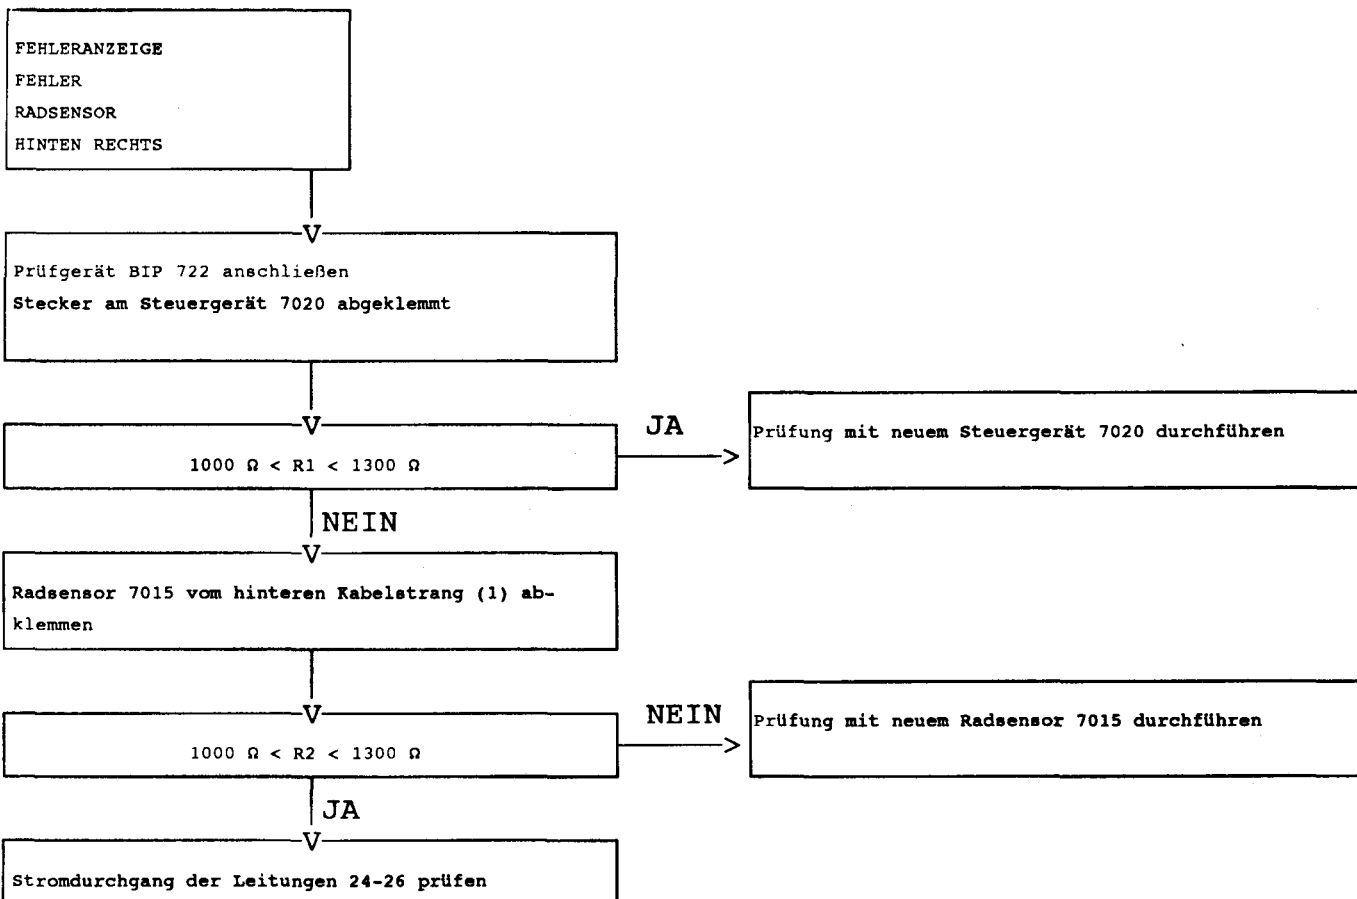 FEHLERANZEIGE
FEHLER
RADSENSOR
HINTEN RECHTS
V
Prüfgerät BIP 722 anschließen
Stecker am Steuergerät 7020 abgeklemmt
V
1000 Ω < R1 < 1300 Ω
JA
>
Prüfung mit neuem Steuergerät 7020 durchführen
NEIN
V
Radsensor 7015 vom hinteren Kabelstrang (1) ab-
klemmen
V
1000 Ω < R2 < 1300 Ω
NEIN
>
Prüfung mit neuem Radsensor 7015 durchführen
JA
V
Stromdurchgang der Leitungen 24-26 prüfen